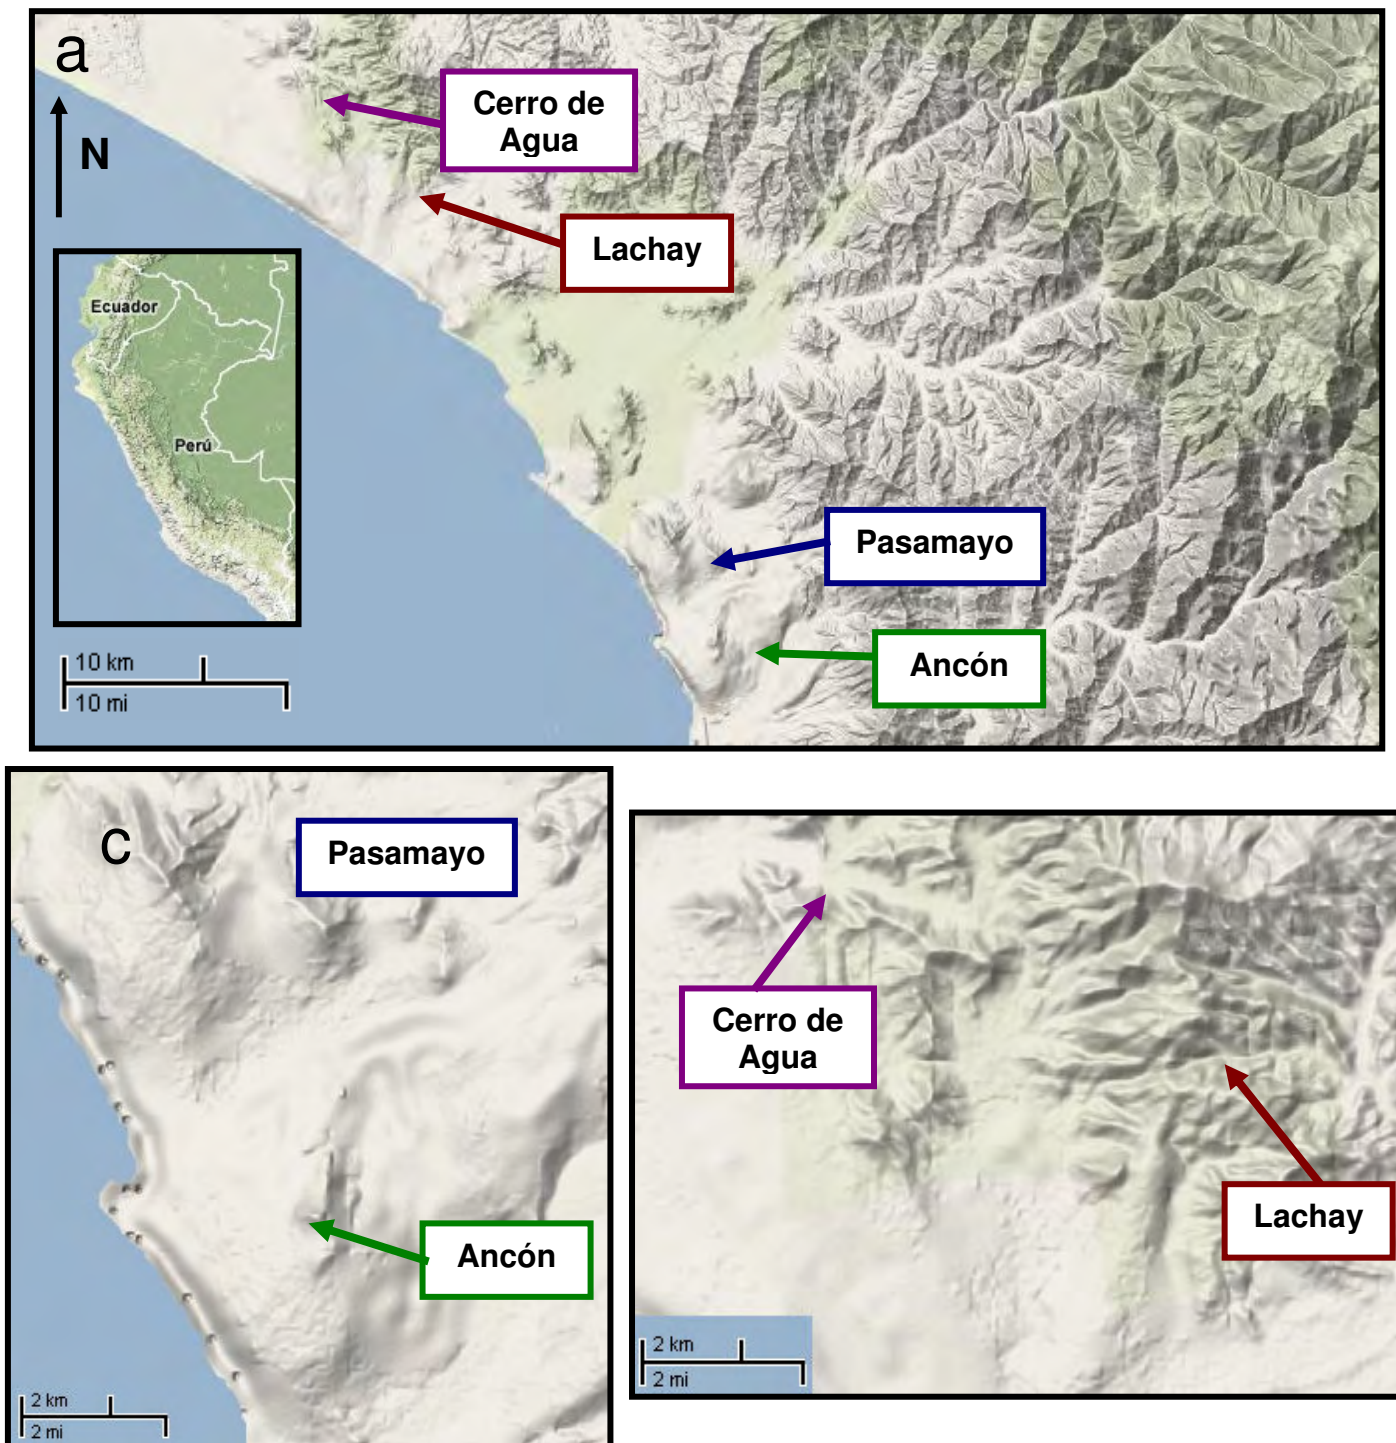 a
N
Cerro de
Agua
Lachay
Ecuador
Perú
Pasamayo
Ancón
10 km
10 mi
c
Pasamayo
Ancón
2 km
2 mi
Cerro de
Agua
Lachay
2 km
2 mi